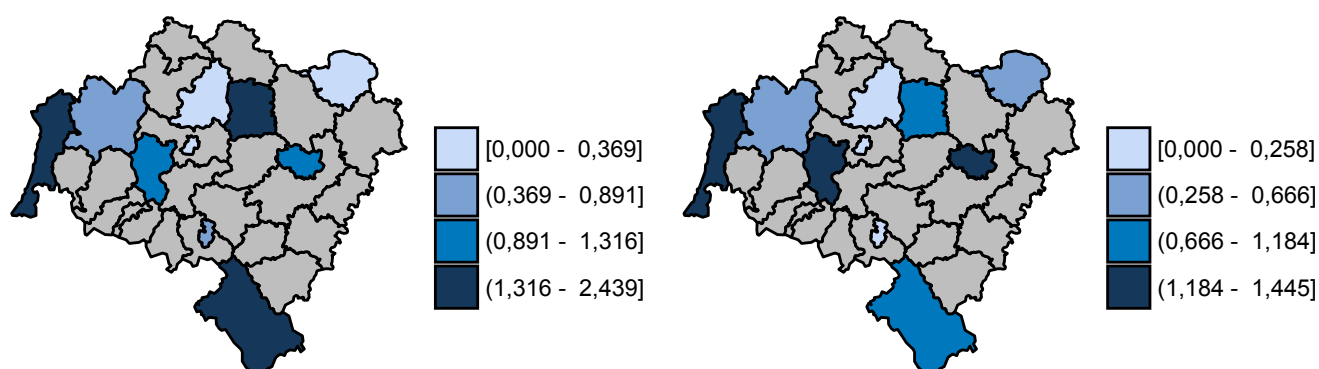 [0,000 - 0,369]
(0,369 - 0,891]
(0,891 - 1,316]
(1,316 - 2,439]
[0,000 - 0,258]
(0,258 - 0,666]
(0,666 - 1,184]
(1,184 - 1,445]